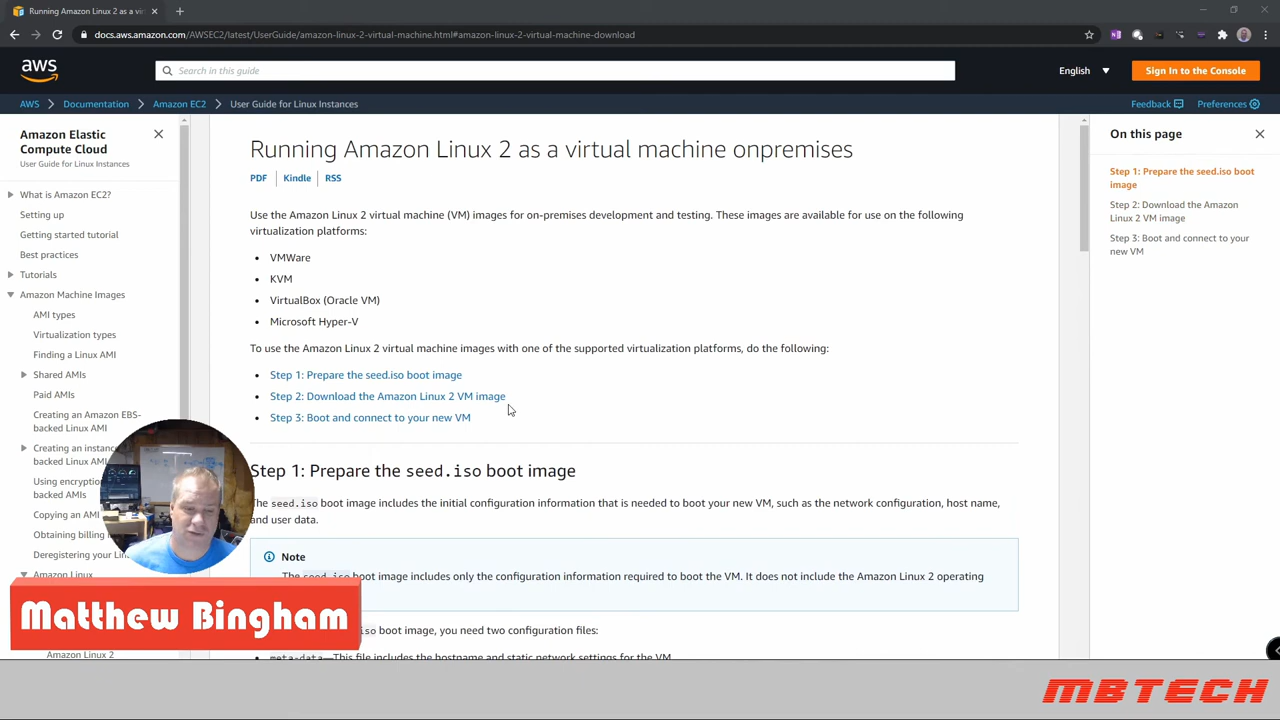 Running Amazon Linux 2 as a v
docs.aws.amazon.com/AWSEC2/latest/UserGuide/amazon-linux-2-virtual-machine.html#amazon-linux-2-virtual-machine-download
aws
Search in this guide
English
Sign In to the Console
AWS > Documentation > Amazon EC2 > User Guide for Linux Instances
Feedback
Preferences
Amazon Elastic
Compute Cloud
User Guide for Linux Instances
What is Amazon EC2?
Setting up
Getting started tutorial
Best practices
Tutorials
Amazon Machine Images
AMI types
Virtualization types
Finding a Linux AMI
Shared AMIs
Paid AMIs
Creating an Amazon EBS-
backed Linux AMI
Creating an instance
backed Linux AMI
Using encryptio
backed AMIs
Copying an AMI
Obtaining billing
Deregistering your Lin
Amazon Linux
Amazon Linux 2
Running Amazon Linux 2 as a virtual machine onpremises
PDF | Kindle | RSS
Use the Amazon Linux 2 virtual machine (VM) images for on-premises development and testing. These images are available for use on the following
virtualization platforms:
• VMWare
• KVM
• VirtualBox (Oracle VM)
• Microsoft Hyper-V
To use the Amazon Linux 2 virtual machine images with one of the supported virtualization platforms, do the following:
• Step 1: Prepare the seed.iso boot image
• Step 2: Download the Amazon Linux 2 VM image
• Step 3: Boot and connect to your new VM
Step 1: Prepare the seed.iso boot image
The seed.iso boot image includes the initial configuration information that is needed to boot your new VM, such as the network configuration, host name,
and user data.
Note
The seed.iso boot image includes only the configuration information required to boot the VM. It does not include the Amazon Linux 2 operating
iso boot image, you need two configuration files:
• meta-data—This file includes the hostname and static network settings for the VM.
On this page
Step 1: Prepare the seed.iso boot
image
Step 2: Download the Amazon
Linux 2 VM image
Step 3: Boot and connect to your
new VM
Matthew Bingham
MBTECH